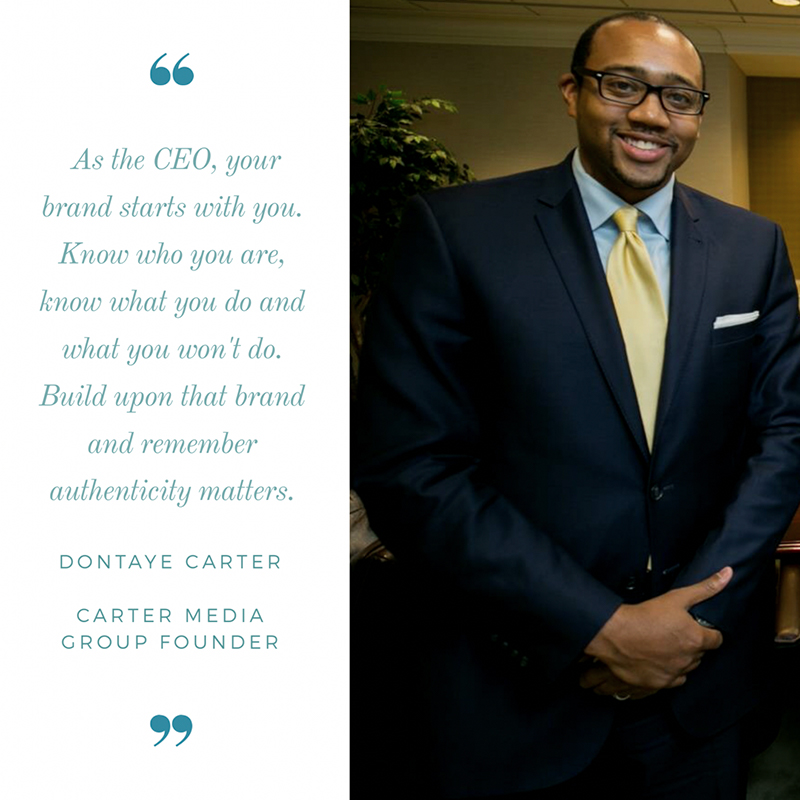 “
As the CEO, your
brand starts with you.
Know who you are,
know what you do and
what you won't do.
Build upon that brand
and remember
authenticity matters.
DONTAYE CARTER
CARTER MEDIA
GROUP FOUNDER
”